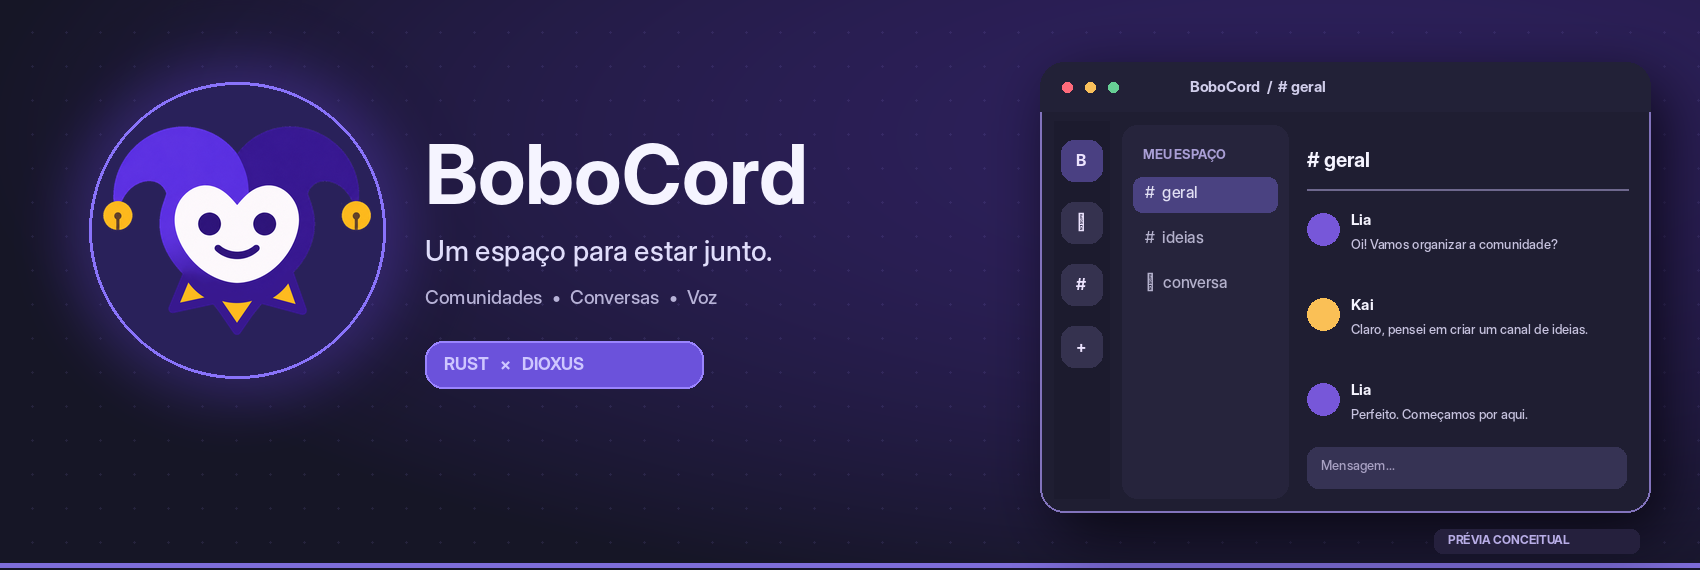 BoboCord
Um espaço para estar junto.
Comunidades • Conversas • Voz
RUST × DIOXUS
BoboCord / # geral
B
#
+
MEU ESPAÇO
# geral
# ideias
conversa
# geral
Lia
Oi! Vamos organizar a comunidade?
Kai
Claro, pensei em criar um canal de ideias.
Lia
Perfeito. Começamos por aqui.
Mensagem...
PRÉVIA CONCEITUAL